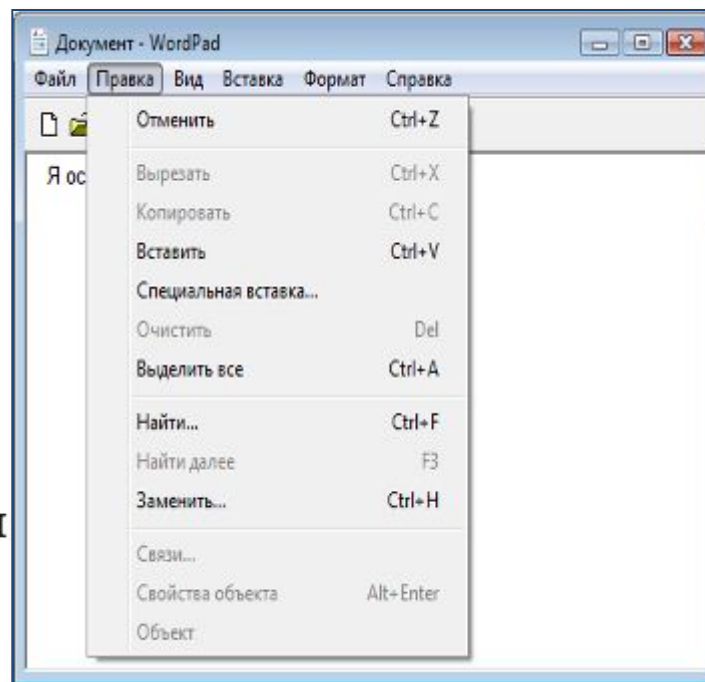 Документ - WordPad
Файл Правка Вид Вставка Формат Справка
Отменить Ctrl+Z
Я ос
Вырезать Ctrl+X
Копировать Ctrl+C
Вставить Ctrl+V
Специальная вставка...
Очистить Del
Выделить все Ctrl+A
Найти... Ctrl+F
Найти далее F3
Заменить... Ctrl+H
Связи...
Свойства объекта Alt+Enter
Объект